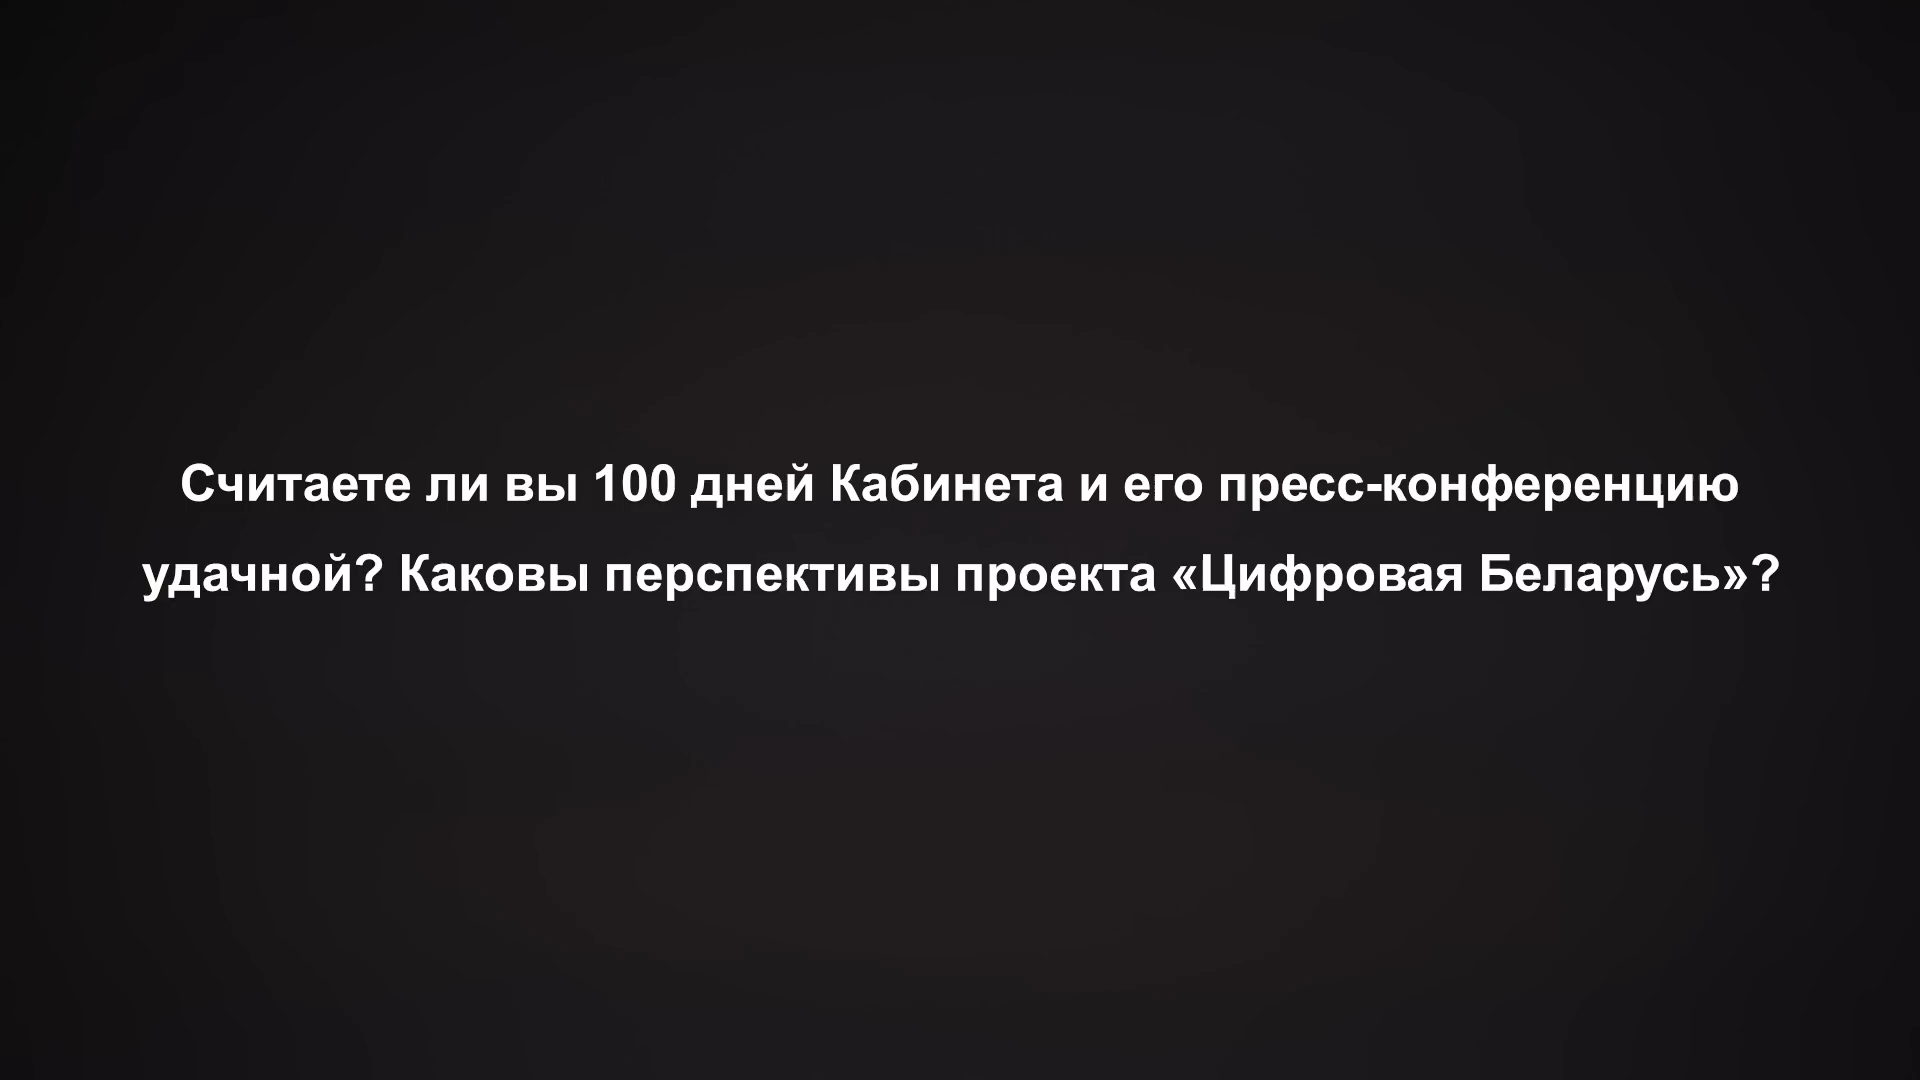 Считаете ли вы 100 дней Кабинета и его пресс-конференцию
удачной? Каковы перспективы проекта «Цифровая Беларусь»?